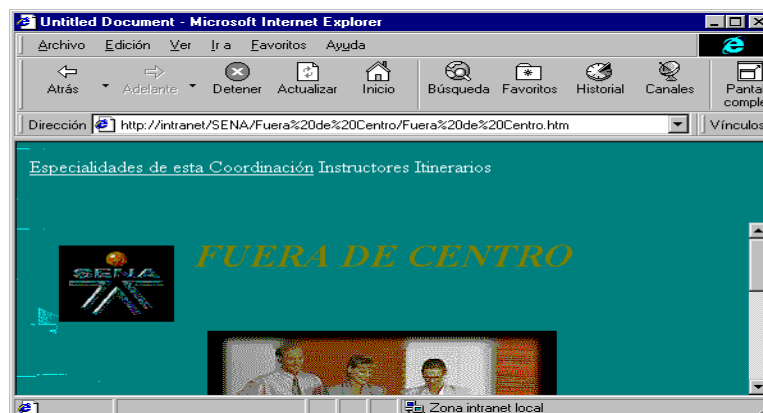 Untitled Document - Microsoft Internet Explorer
Archivo Edición Ver Ir a Favoritos Ayuda
Atrás Adelante Detener Actualizar Inicio Búsqueda Favoritos Historial Canales Panta
comple
Dirección http://intranet/SENA/Fuera%20de%20Centro/Fuera%20de%20Centro.htm Vínculos
Especialidades de esta Coordinación Instructores Itinerarios
FUERA DE CENTRO
SENA
Zona intranet local